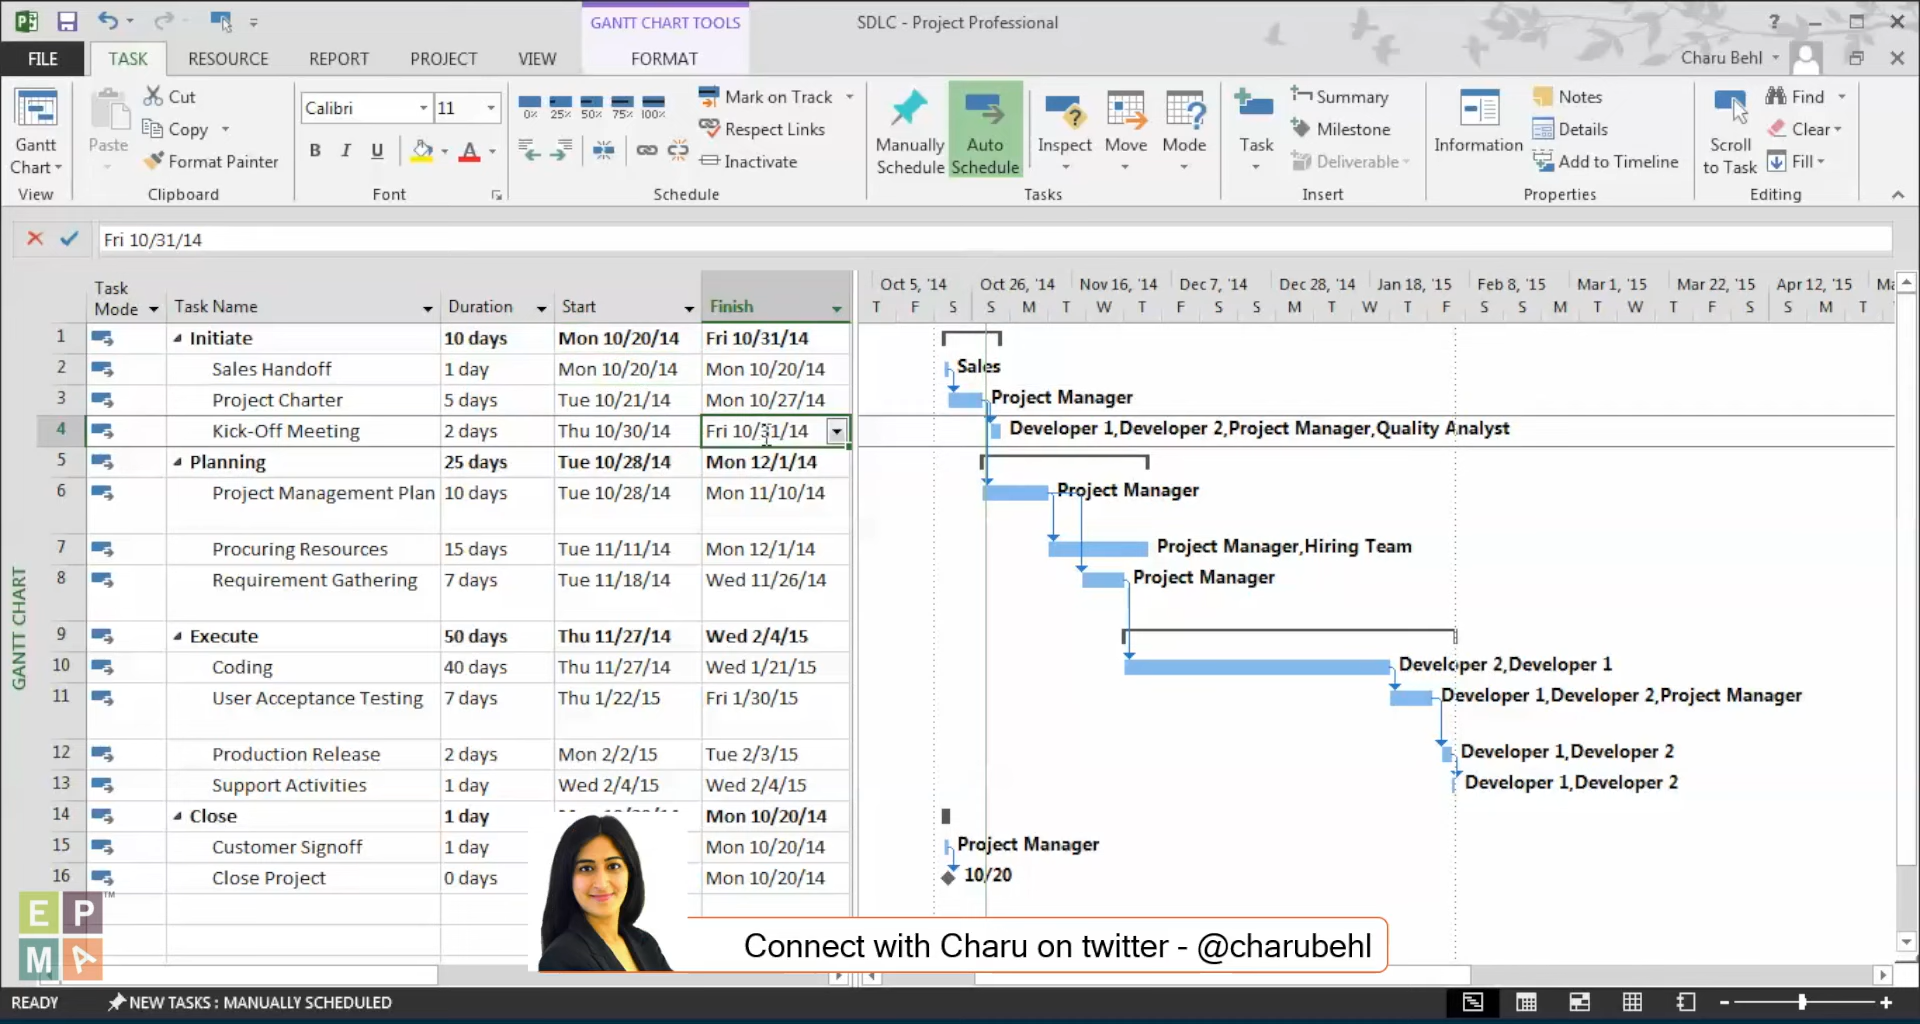 GANTT CHART TOOLS
SDLC - Project Professional
?
FILE TASK RESOURCE REPORT PROJECT VIEW FORMAT
Charu Behl
Gantt Chart
View
Paste
Cut
Copy
Format Painter
Clipboard
Calibri 11
B I U A
Font
0% 25% 50% 75% 100%
Mark on Track
Respect Links
Inactivate
Schedule
Manually Schedule
Auto Schedule
Inspect
Move
Mode
Tasks
Task
Summary
Milestone
Deliverable
Insert
Information
Notes
Details
Add to Timeline
Properties
Scroll to Task
Find
Clear
Fill
Editing
Fri 10/31/14
Task Mode Task Name Duration Start Finish
Oct 5, '14 Oct 26, '14 Nov 16, '14 Dec 7, '14 Dec 28, '14 Jan 18, '15 Feb 8, '15 Mar 1, '15 Mar 22, '15 Apr 12, '15 Ma
T F S S M T W T F S S M T W T F S S M T W T F S S M T
1 Initiate 10 days Mon 10/20/14 Fri 10/31/14
2 Sales Handoff 1 day Mon 10/20/14 Mon 10/20/14 Sales
3 Project Charter 5 days Tue 10/21/14 Mon 10/27/14 Project Manager
4 Kick-Off Meeting 2 days Thu 10/30/14 Fri 10/31/14 Developer 1,Developer 2,Project Manager,Quality Analyst
5 Planning 25 days Tue 10/28/14 Mon 12/1/14
6 Project Management Plan 10 days Tue 10/28/14 Mon 11/10/14 Project Manager
7 Procuring Resources 15 days Tue 11/11/14 Mon 12/1/14 Project Manager,Hiring Team
8 Requirement Gathering 7 days Tue 11/18/14 Wed 11/26/14 Project Manager
9 Execute 50 days Thu 11/27/14 Wed 2/4/15
10 Coding 40 days Thu 11/27/14 Wed 1/21/15 Developer 2,Developer 1
11 User Acceptance Testing 7 days Thu 1/22/15 Fri 1/30/15 Developer 1,Developer 2,Project Manager
12 Production Release 2 days Mon 2/2/15 Tue 2/3/15 Developer 1,Developer 2
13 Support Activities 1 day Wed 2/4/15 Wed 2/4/15 Developer 1,Developer 2
14 Close 1 day Mon 10/20/14
15 Customer Signoff 1 day Mon 10/20/14 Project Manager
16 Close Project 0 days Mon 10/20/14 10/20
GANTT CHART
E P M A ™
Connect with Charu on twitter - @charubehl
READY NEW TASKS : MANUALLY SCHEDULED